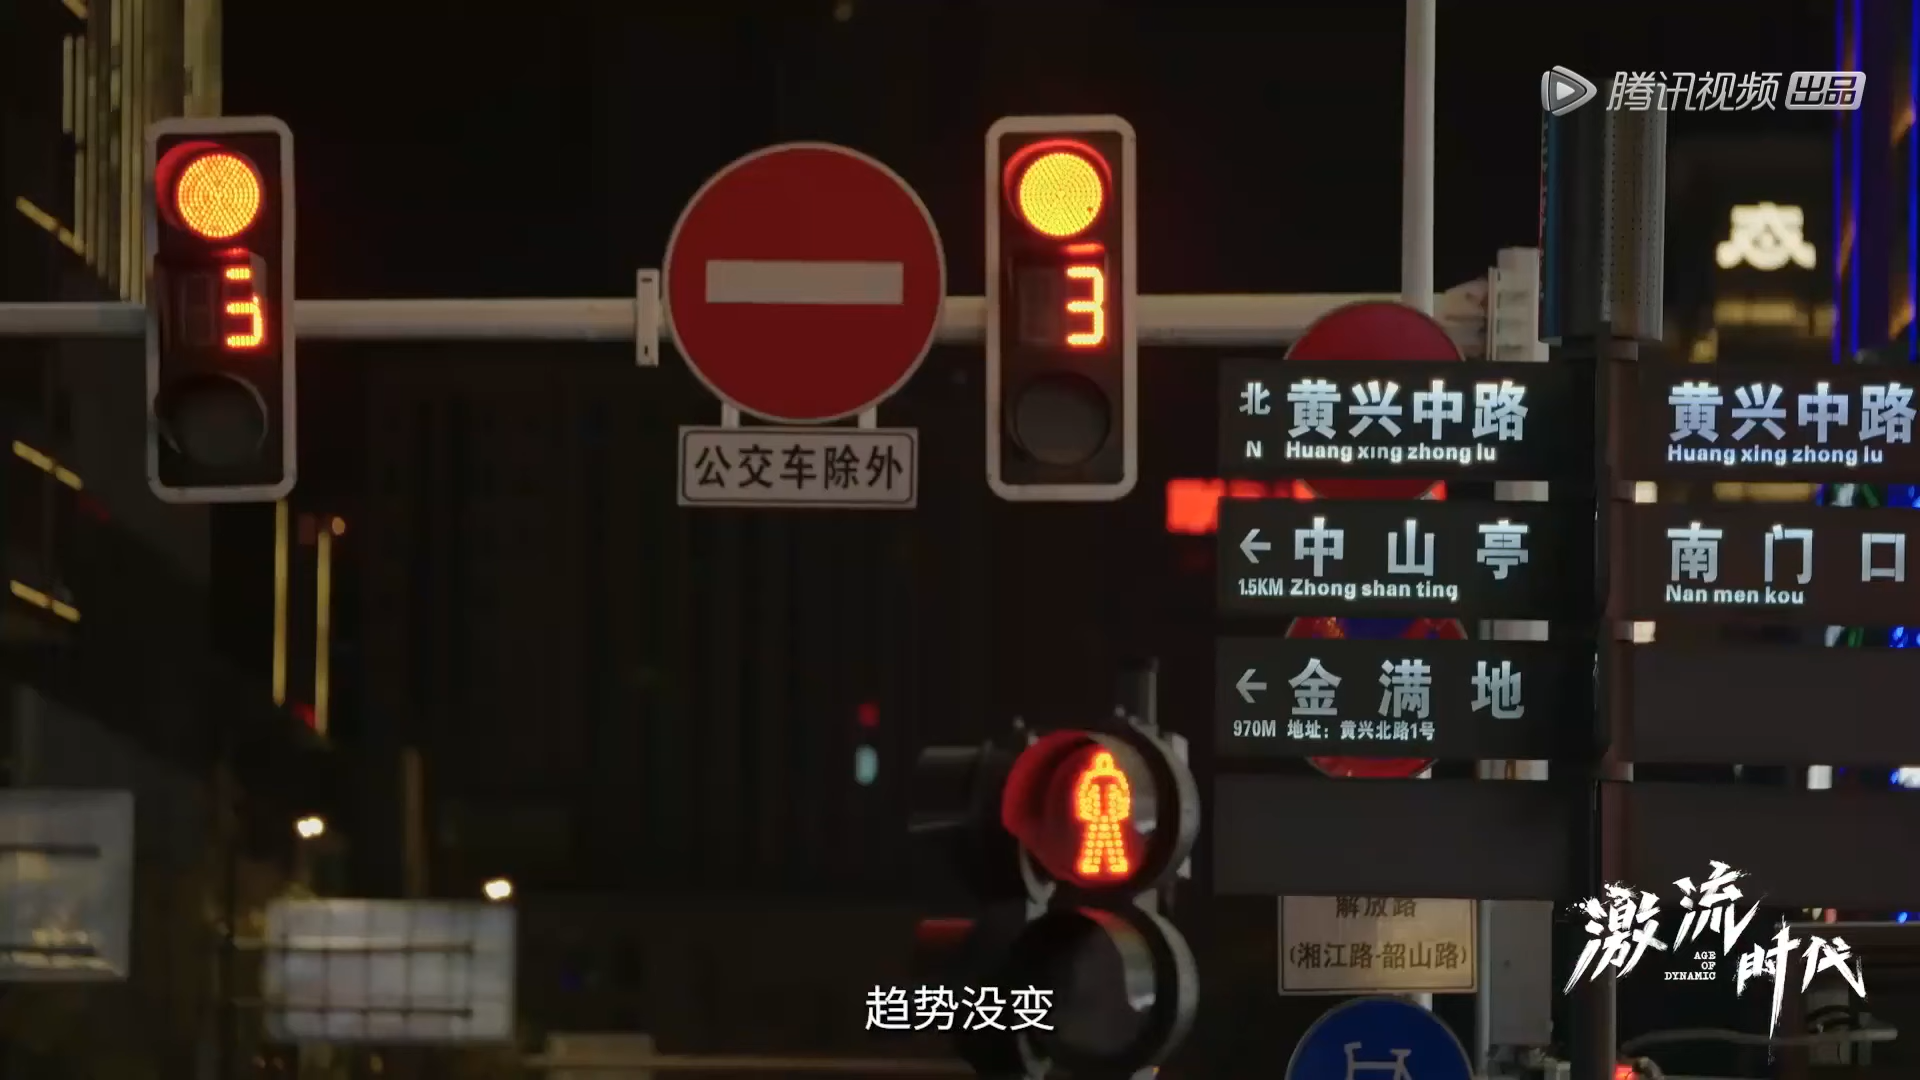 腾讯视频 出品
3
3
公交车除外
北 黄兴中路
N Huang xing zhong lu
← 中山亭
1.5KM Zhong shan ting
← 金满地
970M 地址：黄兴北路1号
黄兴中路
Huang xing zhong lu
南门口
Nan men kou
解放路
(湘江路-韶山路)
激流时代
AGE
OF
DYNAMIC
趋势没变